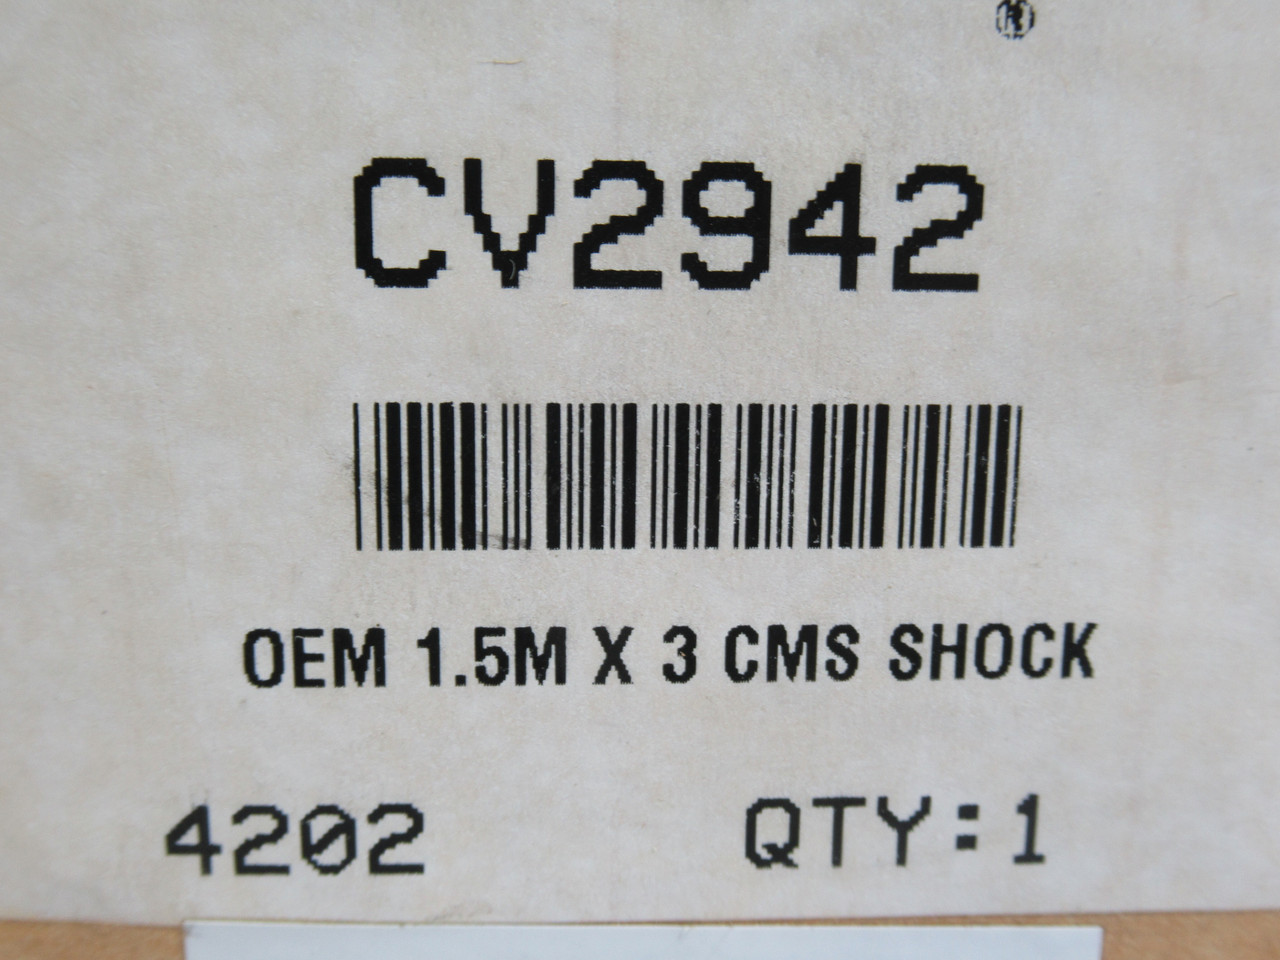 CV2942
OEM 1.5M X 3 CMS SHOCK
4202
QTY:1